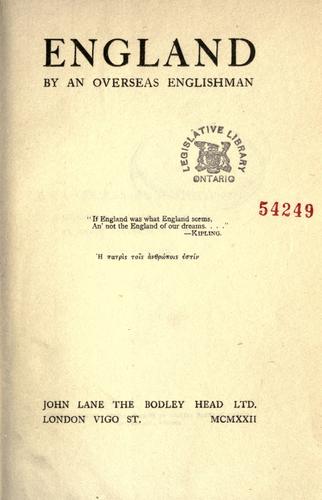 ENGLAND
BY AN OVERSEAS ENGLISHMAN
LEGISLATIVE LIBRARY
ONTARIO
54249
"If England was what England seems,
An' not the England of our dreams. . . ."
—KIPLING.
Ἡ πατρὶς τοῖς ἀνθρώποις ἐστίν
JOHN LANE THE BODLEY HEAD LTD.
LONDON VIGO ST. MCMXXII